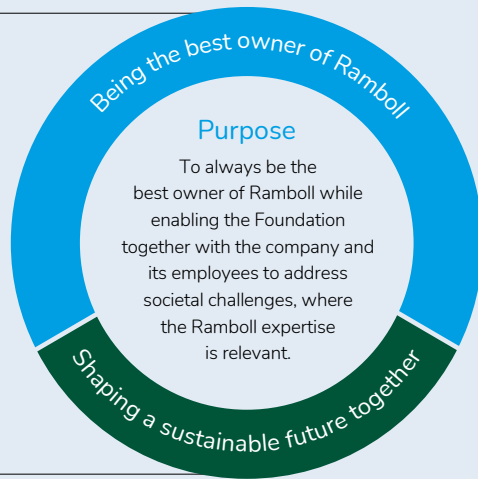 Being the best owner of Ramboll
Purpose
To always be the
best owner of Ramboll while
enabling the Foundation
together with the company and
its employees to address
societal challenges, where
the Ramboll expertise
is relevant.
Shaping a sustainable future together